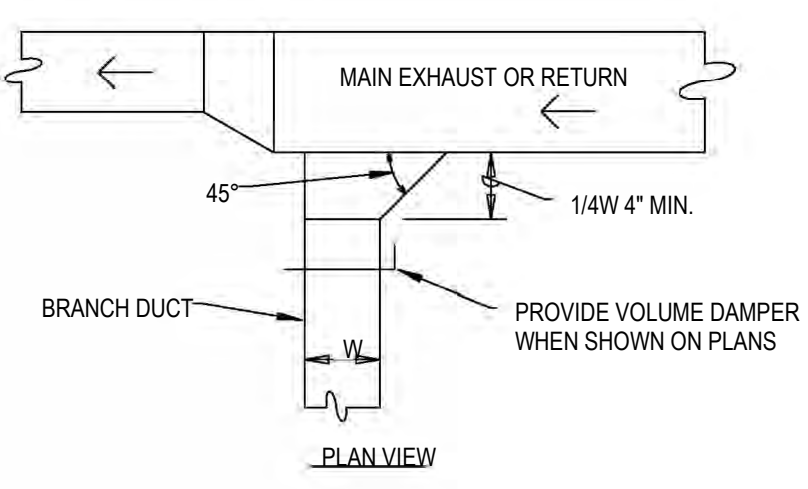 MAIN EXHAUST OR RETURN
45°
1/4W 4" MIN.
BRANCH DUCT
PROVIDE VOLUME DAMPER
WHEN SHOWN ON PLANS
W
PLAN VIEW